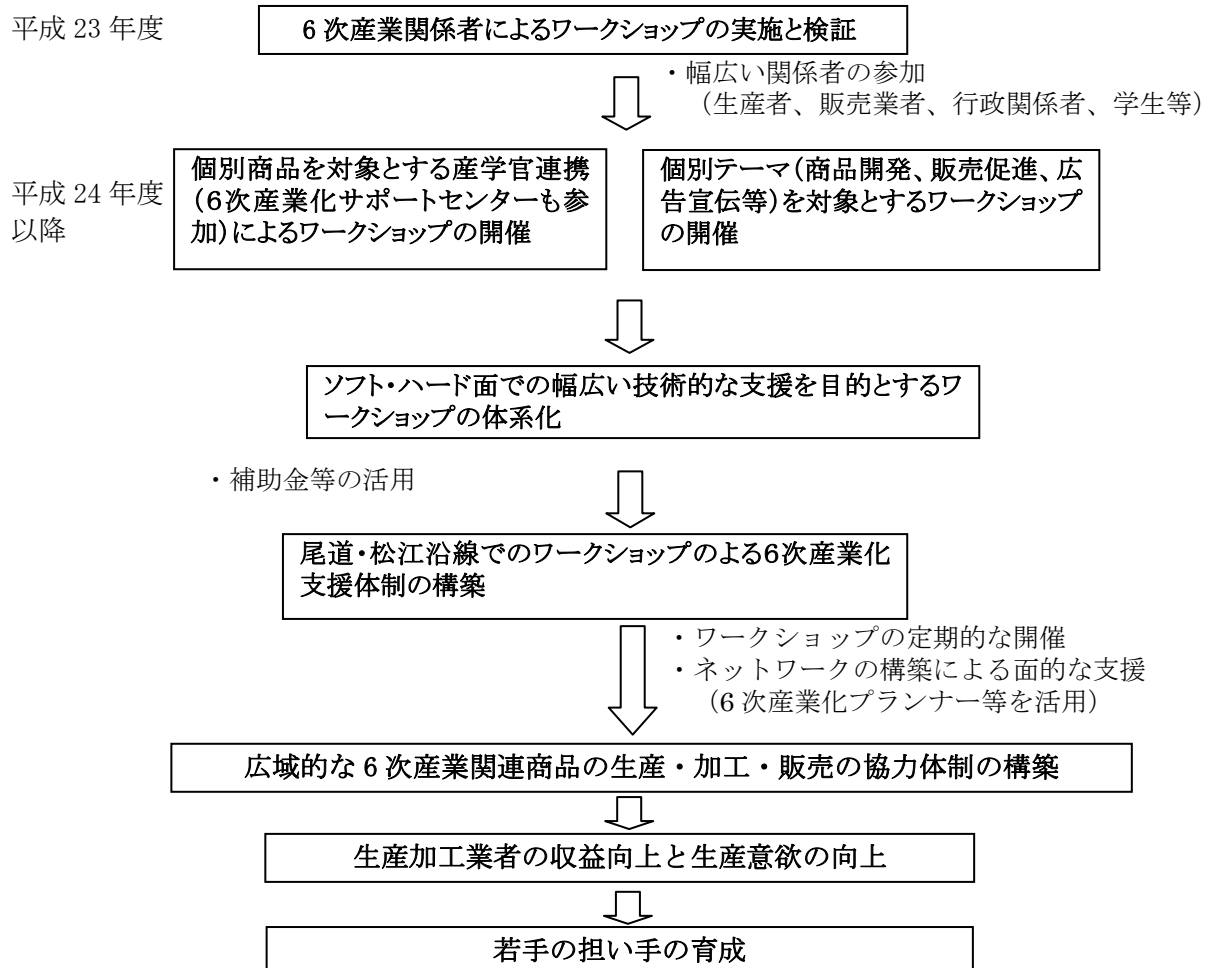 平成 23 年度
6 次産業関係者によるワークショップの実施と検証
・幅広い関係者の参加
（生産者、販売業者、行政関係者、学生等）
平成 24 年度
以降
個別商品を対象とする産学官連携
（6次産業化サポートセンターも参
加）によるワークショップの開催
個別テーマ（商品開発、販売促進、広
告宣伝等）を対象とするワークショップ
の開催
ソフト・ハード面での幅広い技術的な支援を目的とするワ
ークショップの体系化
・補助金等の活用
尾道・松江沿線でのワークショップのよる6次産業化
支援体制の構築
・ワークショップの定期的な開催
・ネットワークの構築による面的な支援
（6 次産業化プランナー等を活用）
広域的な 6 次産業関連商品の生産・加工・販売の協力体制の構築
生産加工業者の収益向上と生産意欲の向上
若手の担い手の育成